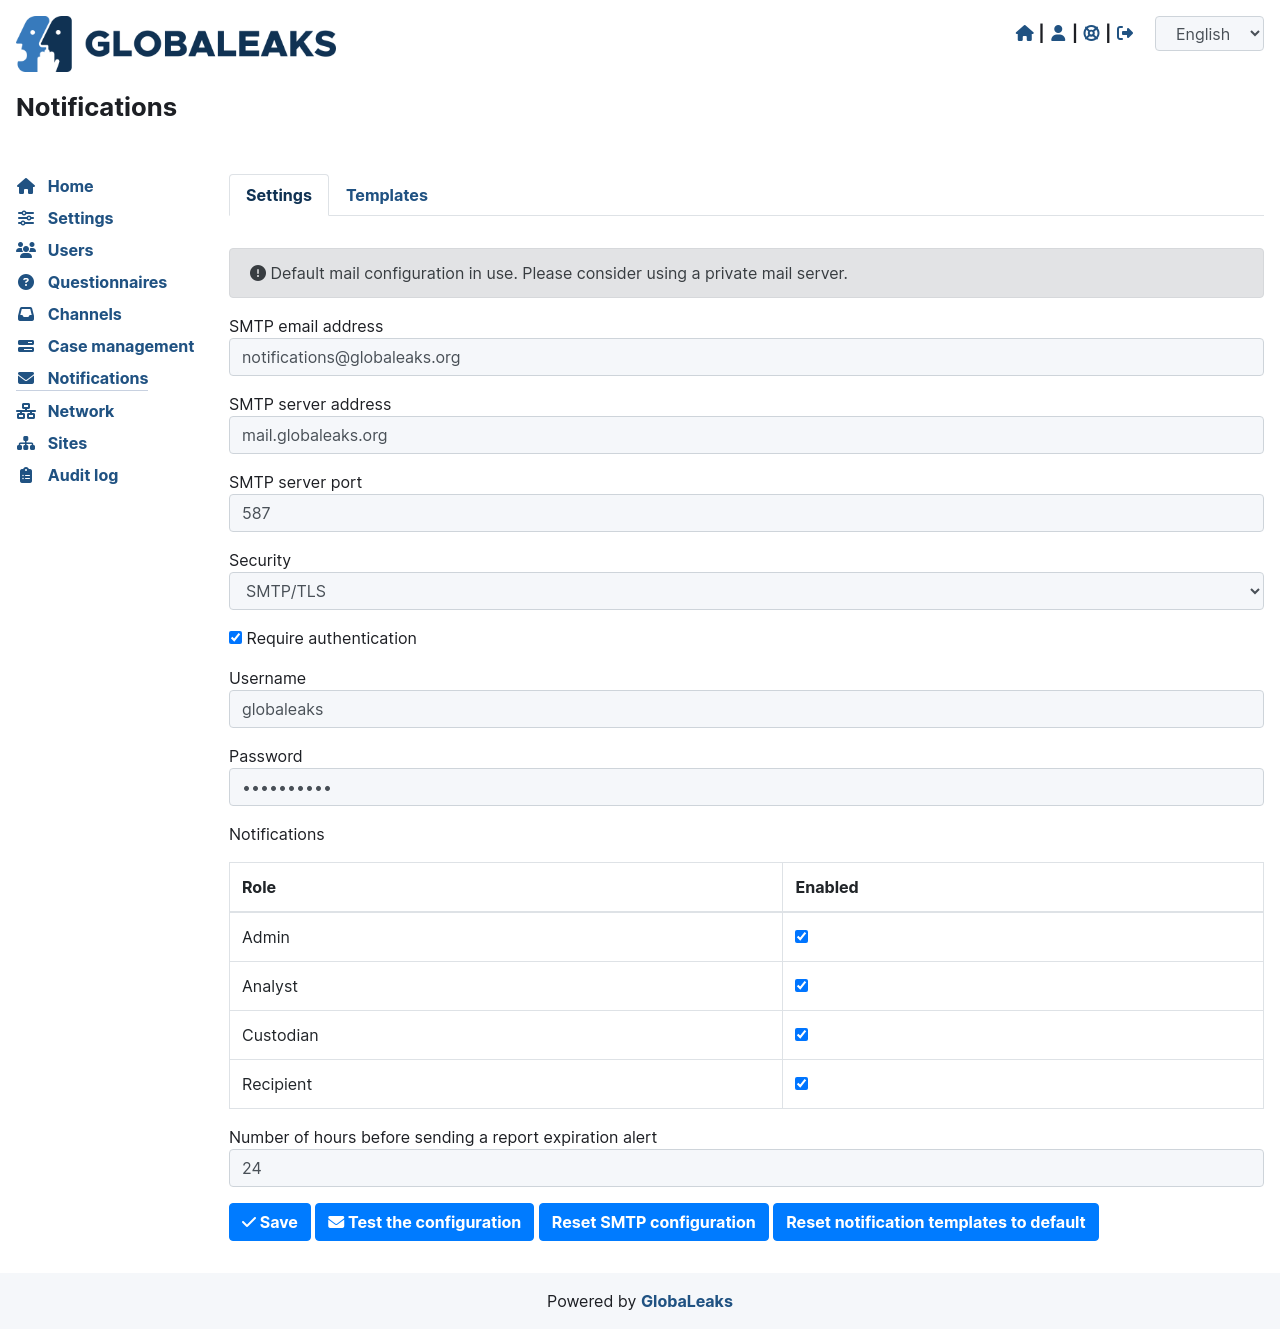 GLOBALEAKS
| | |
English
Notifications
Home
Settings
Users
Questionnaires
Channels
Case management
Notifications
Network
Sites
Audit log
Settings Templates
Default mail configuration in use. Please consider using a private mail server.
SMTP email address
notifications@globaleaks.org
SMTP server address
mail.globaleaks.org
SMTP server port
587
Security
SMTP/TLS
Require authentication
Username
globaleaks
Password
••••••••••
Notifications
Role Enabled
Admin
Analyst
Custodian
Recipient
Number of hours before sending a report expiration alert
24
Save Test the configuration Reset SMTP configuration Reset notification templates to default
Powered by GlobaLeaks